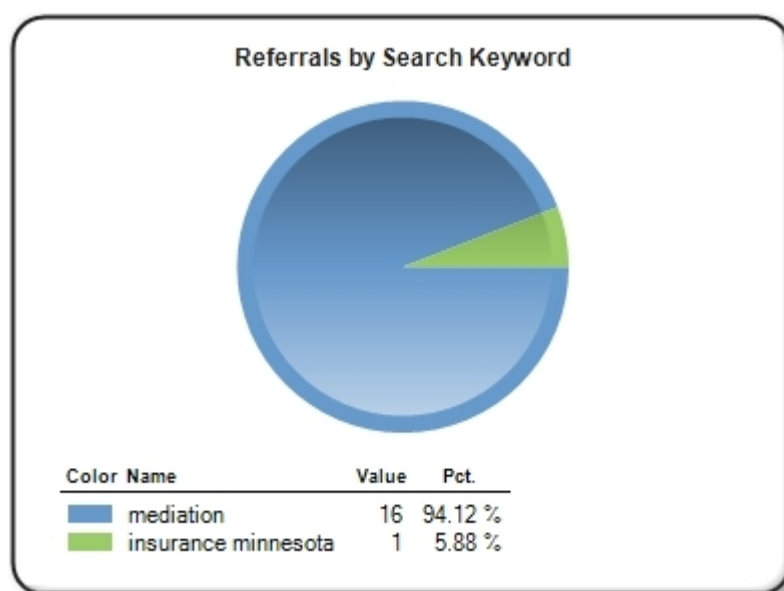 Referrals by Search Keyword
Color Name Value Pct.
mediation 16 94.12 %
insurance minnesota 1 5.88 %